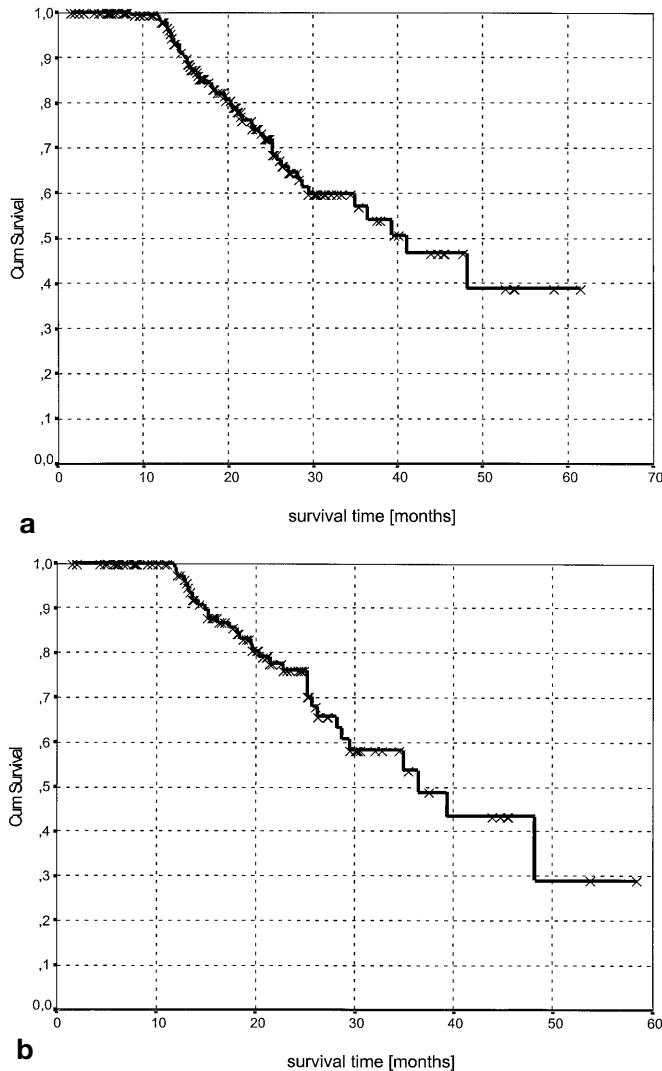 1,0
,9
,8
,7
,6
,5
,4
,3
,2
,1
0,0
Cum Survival
0 10 20 30 40 50 60 70
survival time [months]
a
1,0
,9
,8
,7
,6
,5
,4
,3
,2
,1
0,0
Cum Survival
0 10 20 30 40 50 60
survival time [months]
b